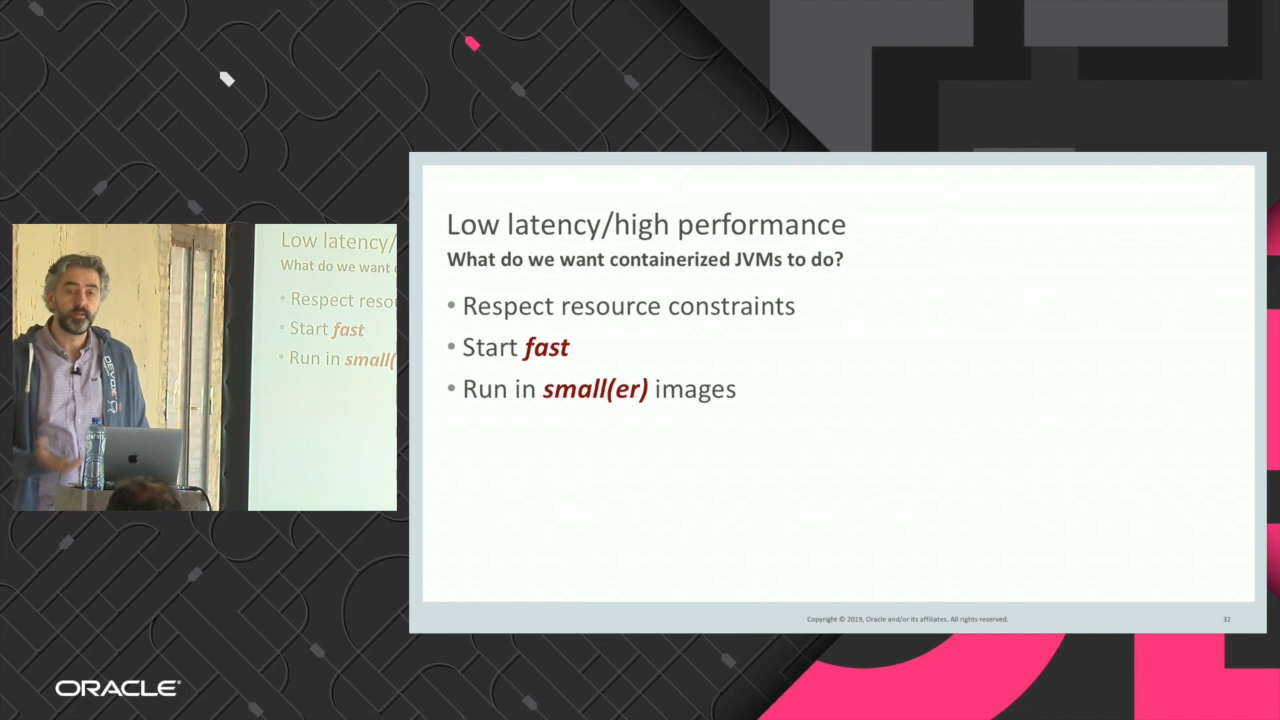 Low latency/high performance
What do we want containerized JVMs to do?
• Respect resource constraints
• Start fast
• Run in small(er) images
Copyright © 2019, Oracle and/or its affiliates. All rights reserved.
32
Low latency/
What do we want
• Respect reso
• Start fast
• Run in small(
DEVOXX
ORACLE